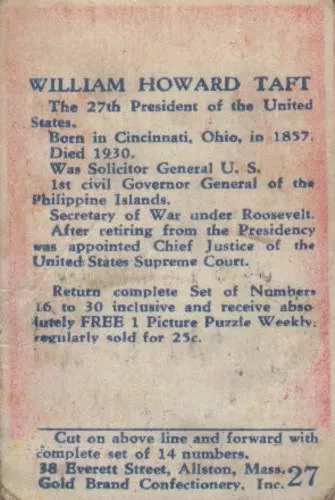 WILLIAM HOWARD TAFT
The 27th President of the United
States.
Born in Cincinnati, Ohio, in 1857.
Died 1930.
Was Solicitor General U. S.
1st civil Governor General of the
Philippine Islands.
Secretary of War under Roosevelt.
After retiring from the Presidency
was appointed Chief Justice of the
United States Supreme Court.
Return complete Set of Numbers
16 to 30 inclusive and receive abso
lutely FREE 1 Picture Puzzle Weekly,
regularly sold for 25c.
Cut on above line and forward with
complete set of 14 numbers.
38 Everett Street, Allston, Mass.
Gold Brand Confectionery, Inc. 27